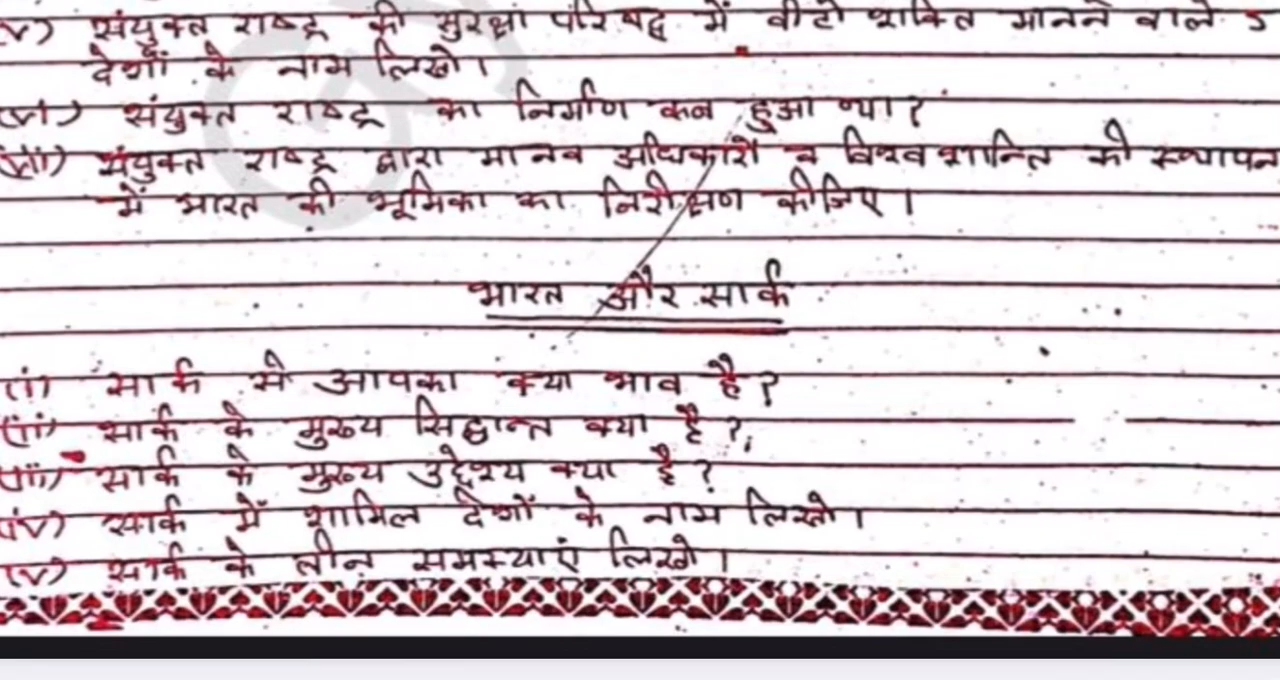 (v) संयुक्त राष्ट्र की सुरक्षा परिषद्ध में वीटो शक्ति मानने वाले 5
देशों के नाम लिखो।
(vi) संयुक्त राष्ट्र का निर्माण कब हुआ था?
(vii) संयुक्त राष्ट्र द्वारा मानव अधिकारों व विश्व शान्ति की स्थापन
में भारत की भूमिका का निरीक्षण कीजिए।
भारत और सार्क
(i) सार्क से आपका क्या भाव है?
(ii) सार्क के मुख्य सिद्धान्त क्या है?
(iii) सार्क के मुख्य उद्देश्य क्या है?
(iv) सार्क में शामिल देशों के नाम लिखो।
(v) सार्क के तीन समस्याएं लिखो।